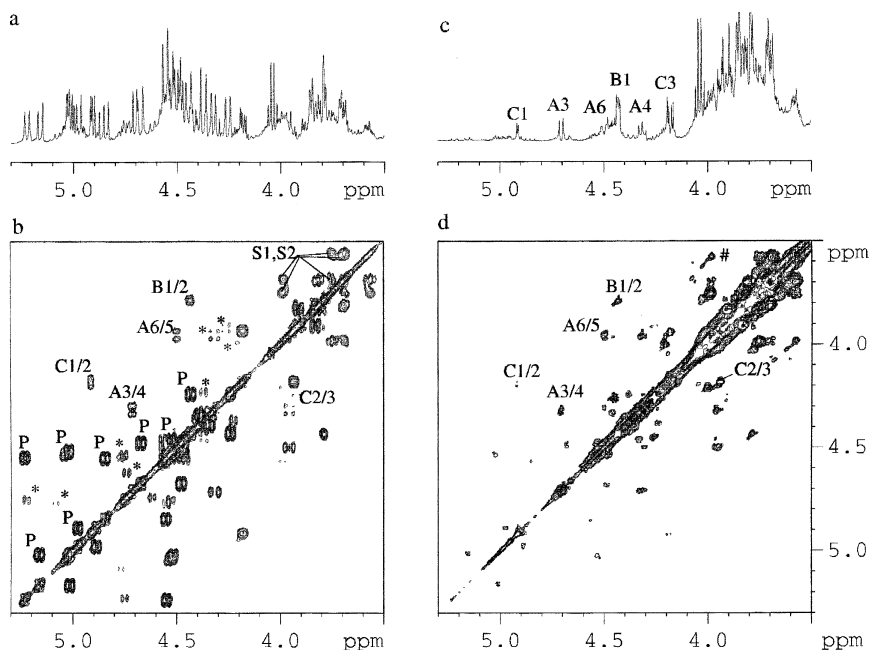 a
5.0 4.5 4.0 ppm
c
C1 A3 A6 B1 A4 C3
5.0 4.5 4.0 ppm
b
S1,S2
B1/2
A6/5 * *
*
C1/2
A3/4 P * C2/3
P P P P * P
*
P * *
P
5.0 4.5 4.0 ppm
d
# ppm
B1/2
A6/5 4.0
C1/2 C2/3
A3/4
4.5
5.0
5.0 4.5 4.0 ppm